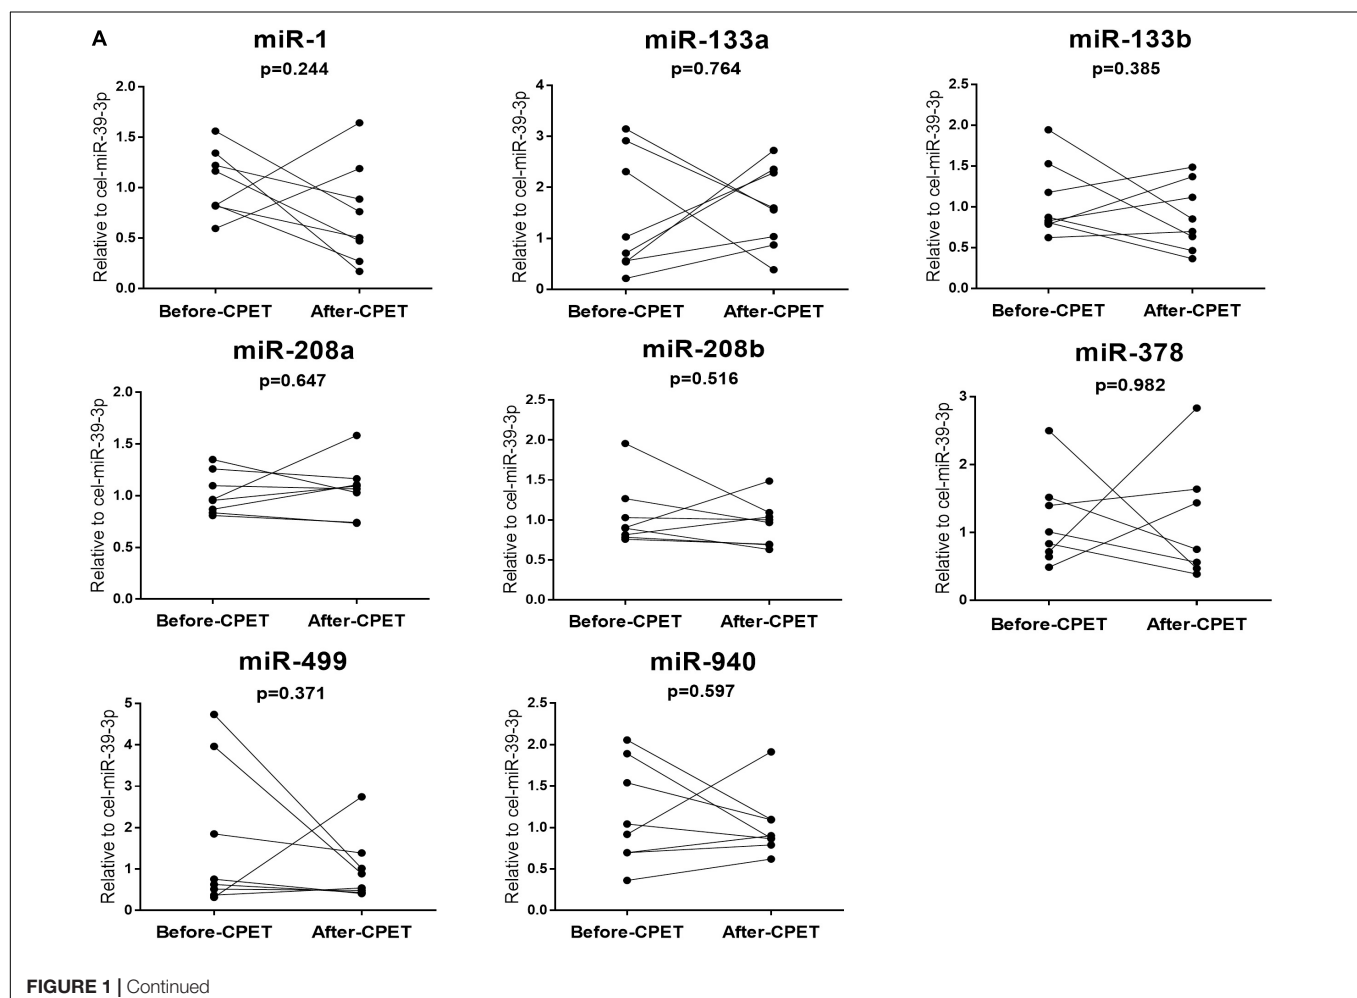 A
miR-1
p=0.244
Relative to cel-miR-39-3p
2.0
1.5
1.0
0.5
0.0
Before-CPET After-CPET
miR-133a
p=0.764
Relative to cel-miR-39-3p
4
3
2
1
0
Before-CPET After-CPET
miR-133b
p=0.385
Relative to cel-miR-39-3p
2.5
2.0
1.5
1.0
0.5
0.0
Before-CPET After-CPET
miR-208a
p=0.647
Relative to cel-miR-39-3p
2.0
1.5
1.0
0.5
0.0
Before-CPET After-CPET
miR-208b
p=0.516
Relative to cel-miR-39-3p
2.5
2.0
1.5
1.0
0.5
0.0
Before-CPET After-CPET
miR-378
p=0.982
Relative to cel-miR-39-3p
3
2
1
0
Before-CPET After-CPET
miR-499
p=0.371
Relative to cel-miR-39-3p
5
4
3
2
1
0
Before-CPET After-CPET
miR-940
p=0.597
Relative to cel-miR-39-3p
2.5
2.0
1.5
1.0
0.5
0.0
Before-CPET After-CPET
FIGURE 1 | Continued